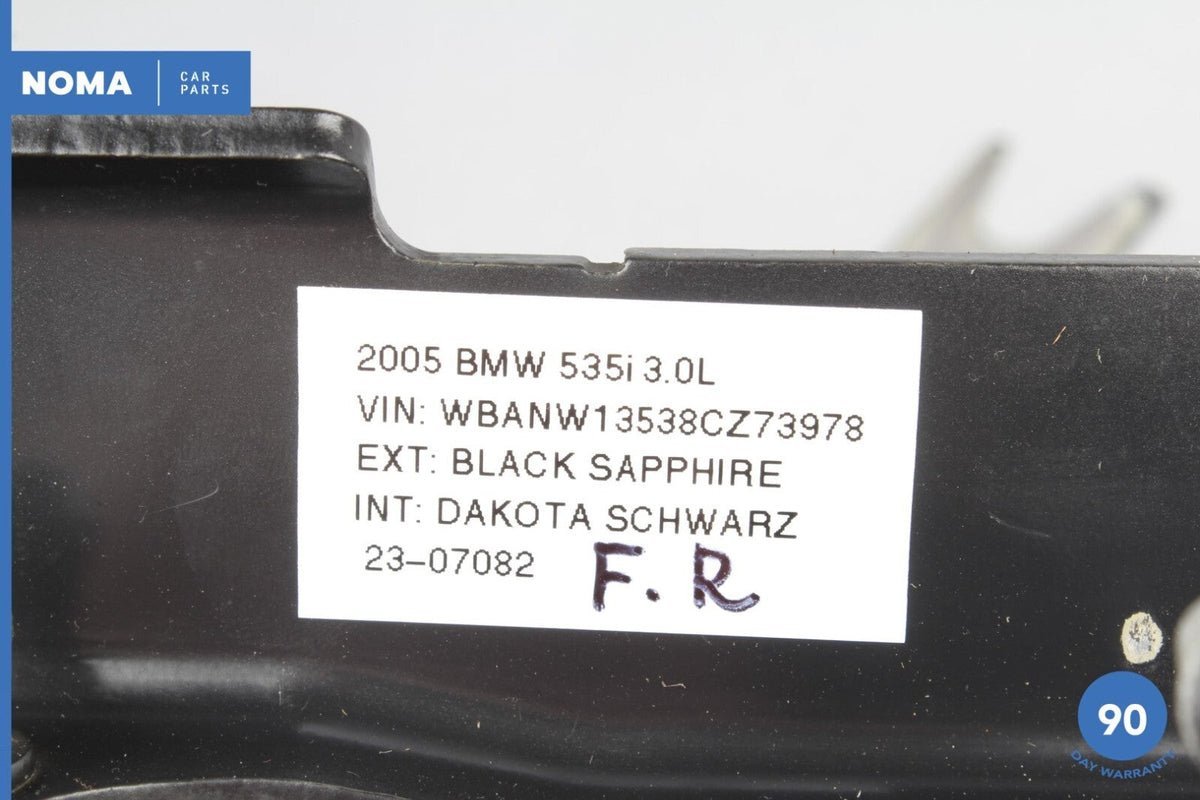 NOMA CAR PARTS
2005 BMW 535i 3.0L
VIN: WBANW13538CZ73978
EXT: BLACK SAPPHIRE
INT: DAKOTA SCHWARZ
23-07082 F.R
90
DAY WARRANTY